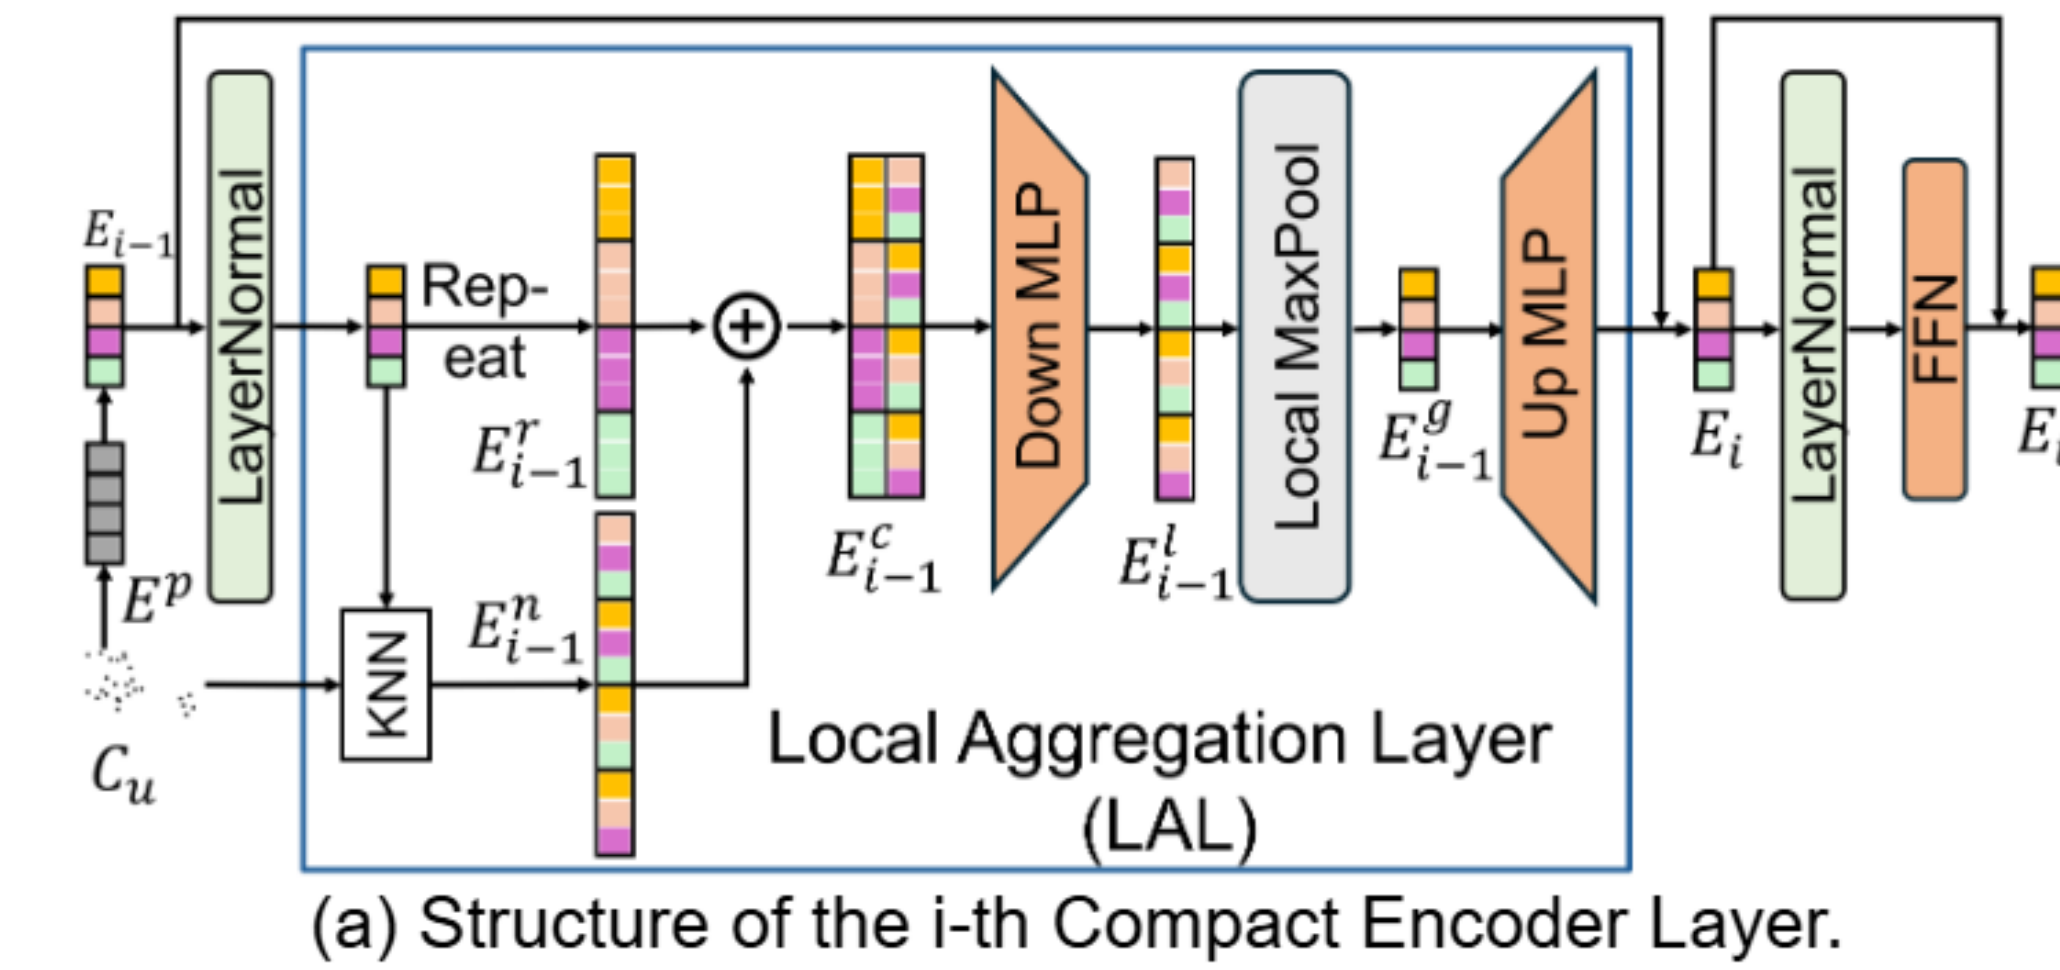 E_{i-1}
LayerNormal
Rep-
eat
E^r_{i-1}
E^p
C_u
KNN
E^n_{i-1}
+
E^c_{i-1}
Down MLP
E^l_{i-1}
Local MaxPool
E^g_{i-1}
Up MLP
E_i
LayerNormal
FFN
Local Aggregation Layer
(LAL)
(a) Structure of the i-th Compact Encoder Layer.